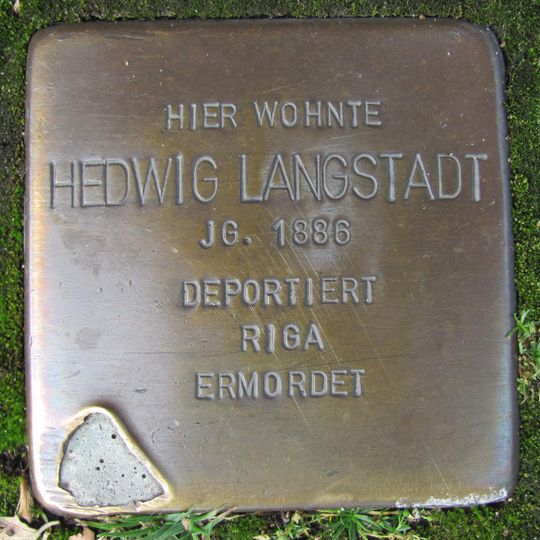 HIER WOHNTE
HEDWIG LANGSTADT
JG. 1886
DEPORTIERT
RIGA
ERMORDET